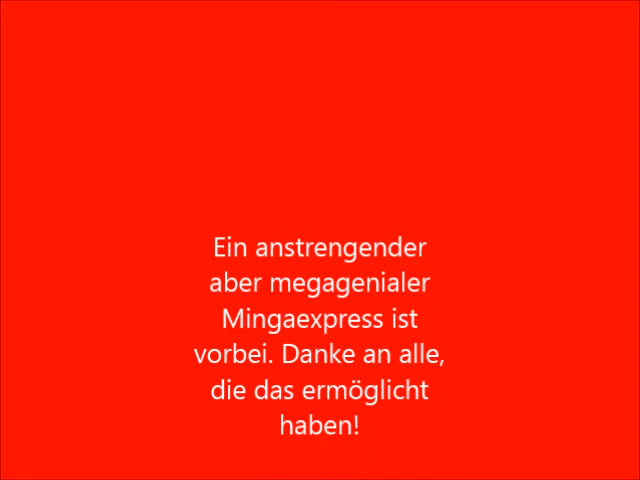 Ein anstrengender
aber megagenialer
Mingaexpress ist
vorbei. Danke an alle,
die das ermöglicht
haben!